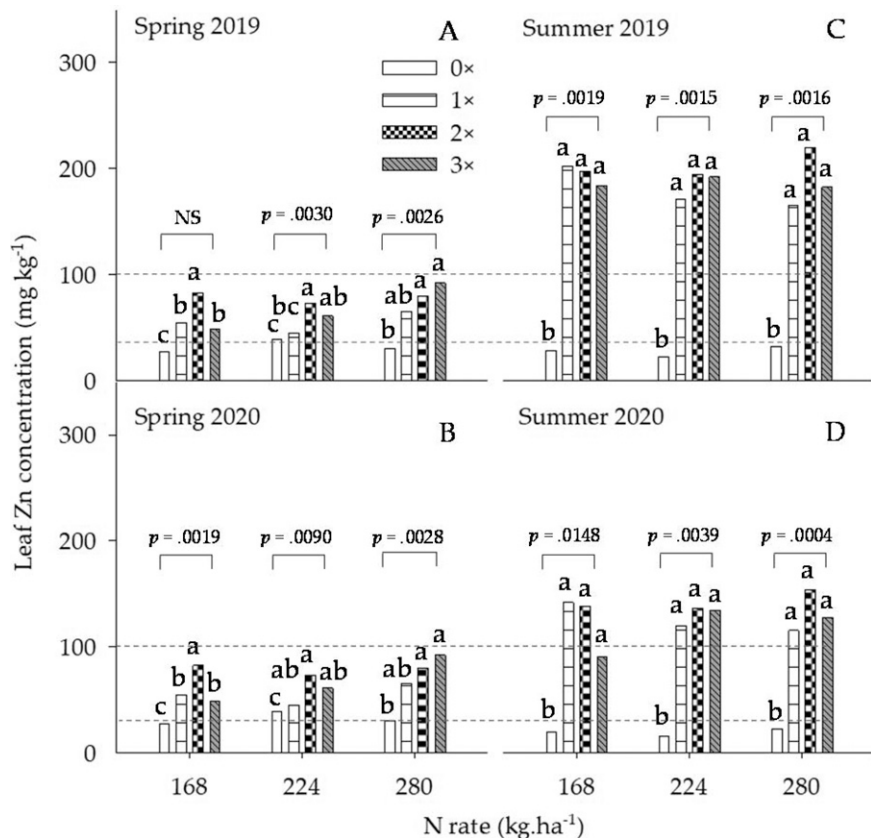 Spring 2019
A
Summer 2019
C
0×
1×
2×
3×
300
200
100
0
NS
p = .0030
p = .0026
c b a b
c bc a ab
b ab a a
p = .0019
p = .0015
p = .0016
b a a a
b a a a
b a a a
Leaf Zn concentration (mg kg⁻¹)
Spring 2020
B
Summer 2020
D
300
200
100
0
p = .0019
p = .0090
p = .0028
c b a b
c ab a ab
b ab a a
p = .0148
p = .0039
p = .0004
b a a a
b a a a
b a a a
168 224 280 168 224 280
N rate (kg.ha⁻¹)